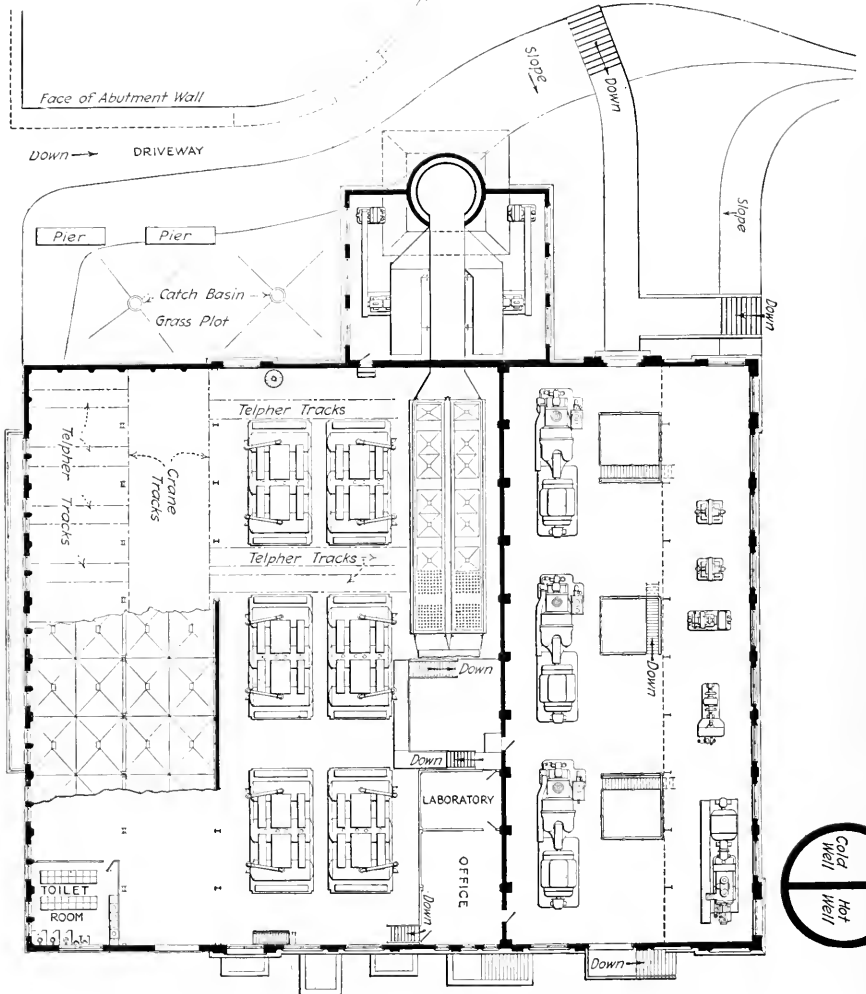 Slope
Down
Face of Abutment Wall
Down
DRIVEWAY
Slope
Pier
Pier
Catch Basin
Grass Plot
Down
Telpher Tracks
Telpher Tracks
Crane
Tracks
Telpher Tracks
Down
Down
Down
LABORATORY
Cold
Well
Hot
Well
OFFICE
TOILET
ROOM
Down
Down